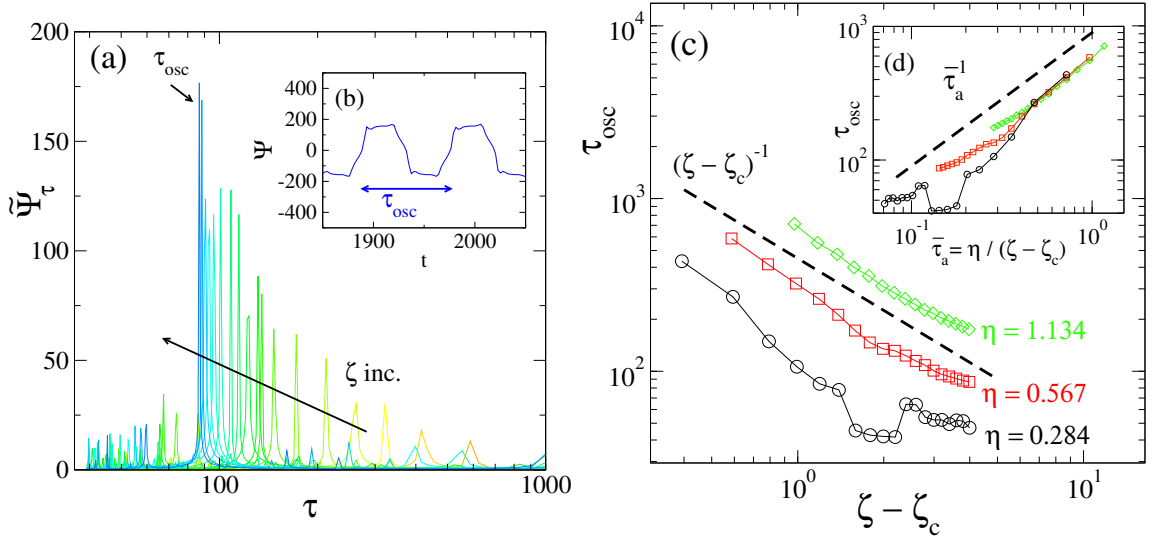 (a)
200
150
100
50
0
Ψ̃τ
τosc
ζ inc.
100
1000
τ
(b)
400
200
0
-200
-400
Ψ
τosc
1900
2000
t
(c)
10⁴
10³
10²
τosc
(ζ − ζc)⁻¹
η = 1.134
η = 0.567
η = 0.284
10⁰
10¹
ζ − ζc
(d)
10³
10²
τosc
τ̄a⁻¹
10⁻¹
10⁰
τ̄a = η / (ζ − ζc)